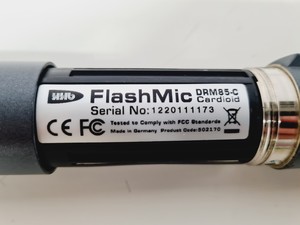 HHB FlashMic DRM85-C
Cardioid
Serial No:1220111173
CE FC Tested to Comply with FCC Standards
Made in Germany Product Code:502170